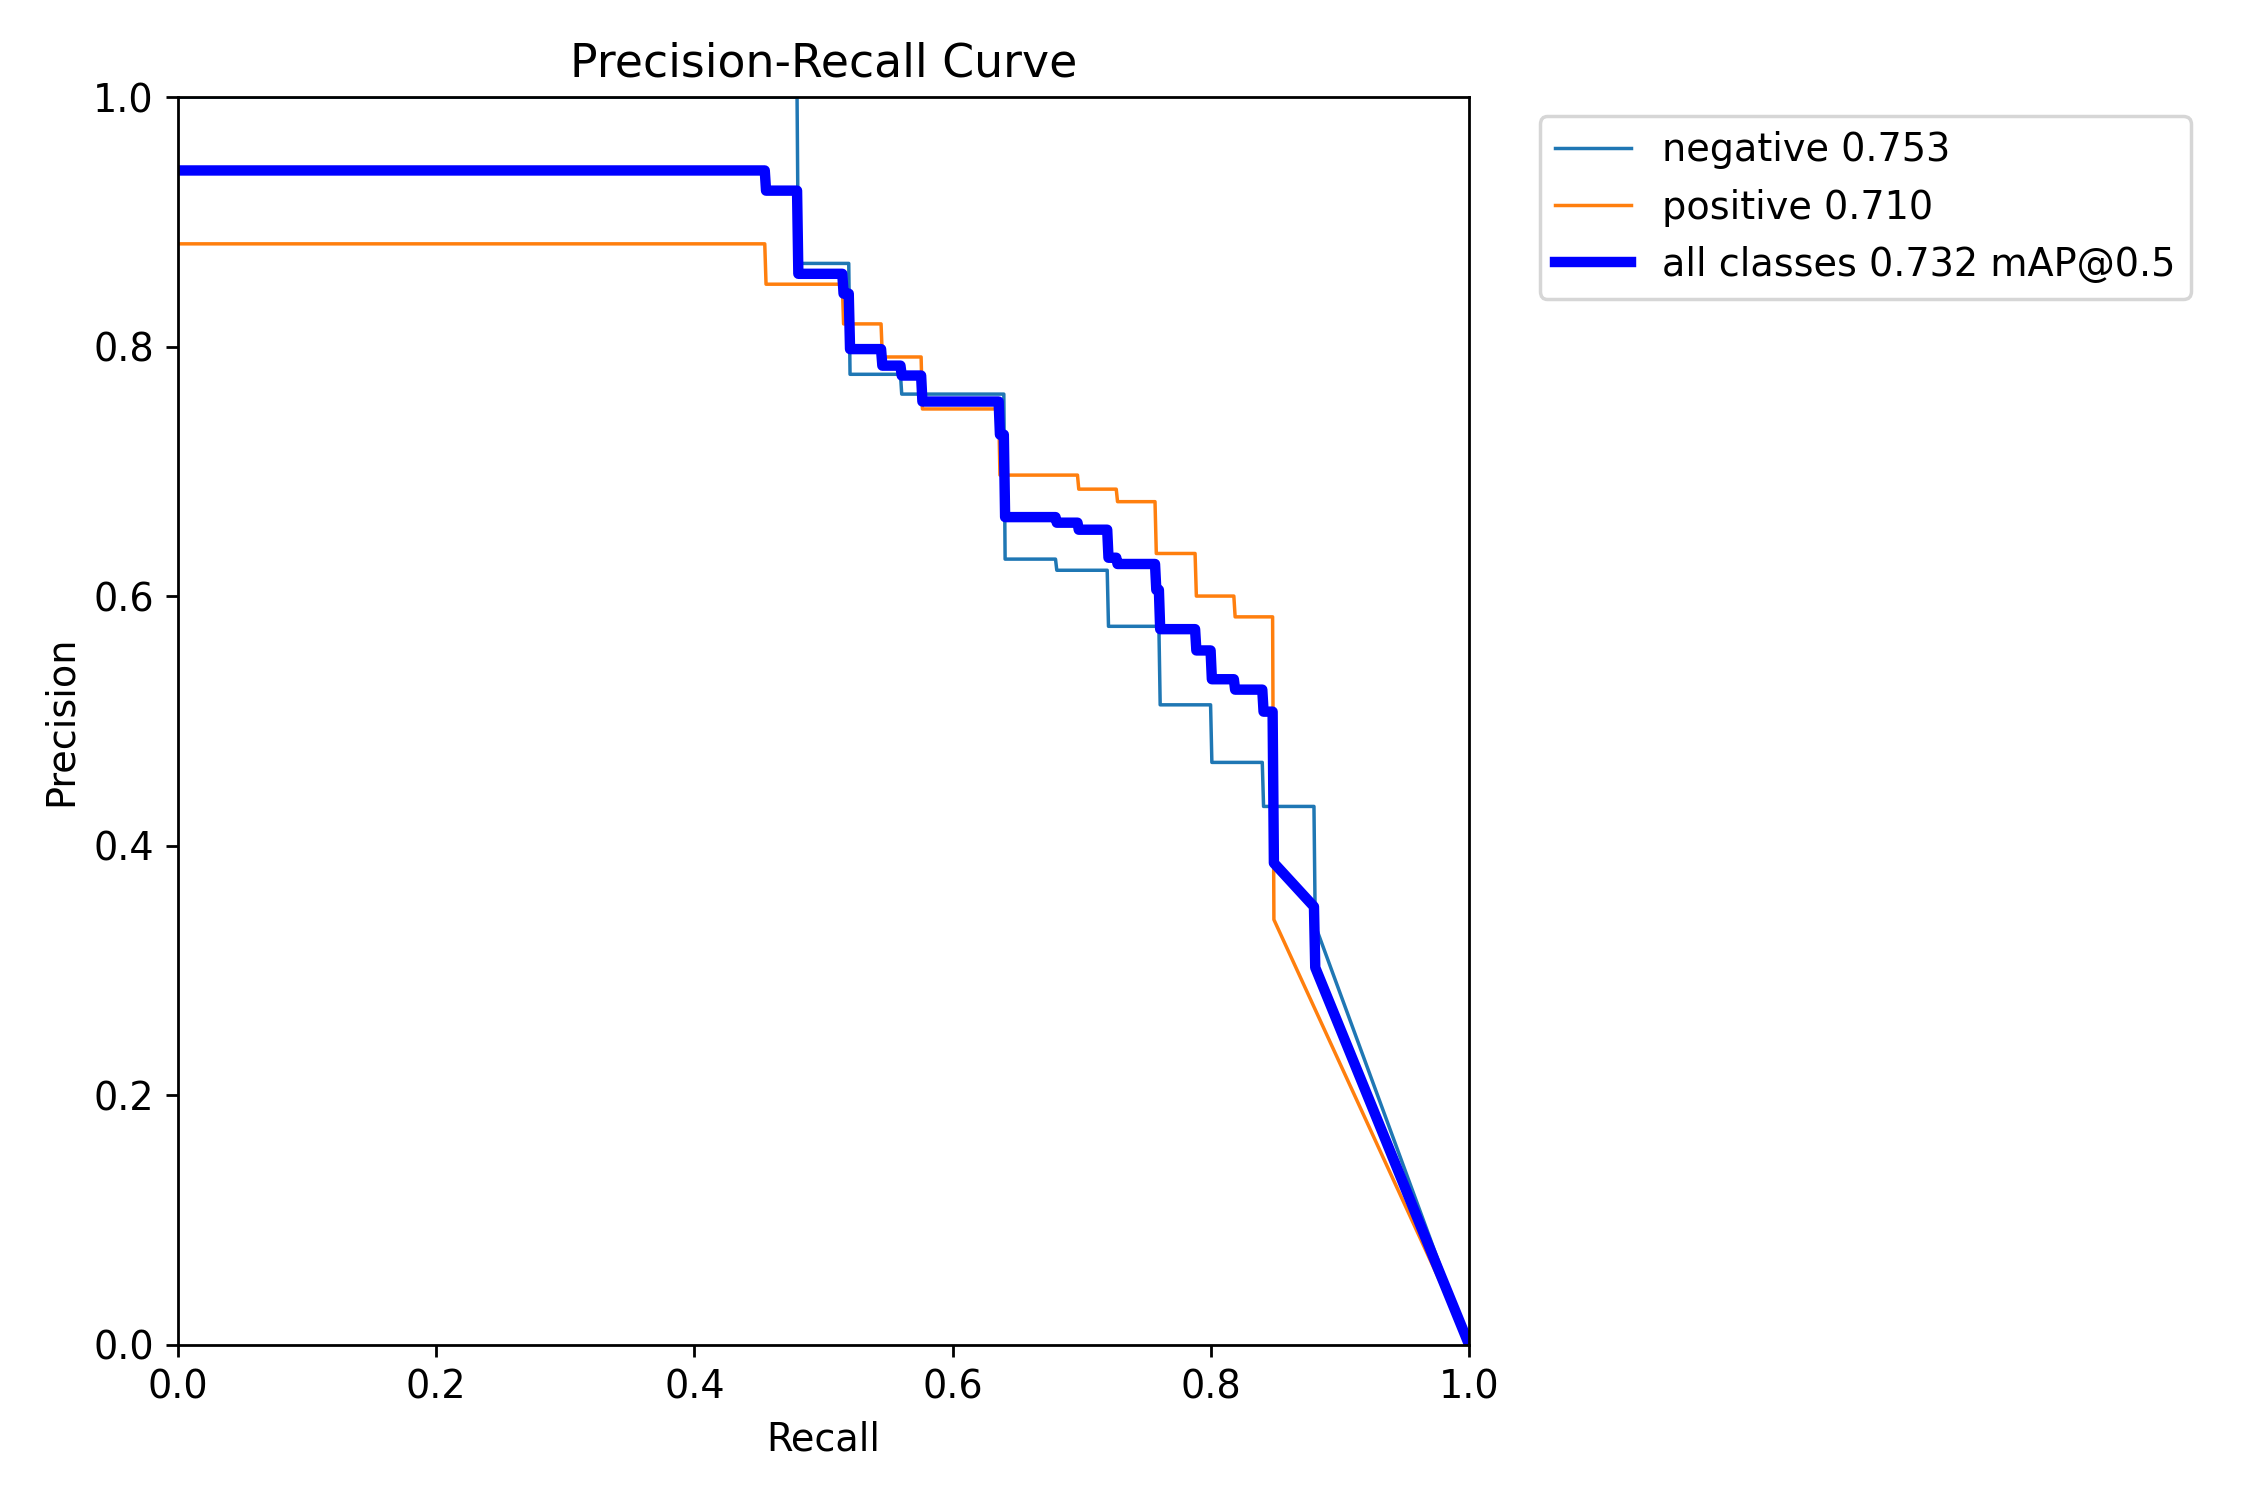 Precision-Recall Curve
1.0
0.8
0.6
0.4
0.2
0.0
Precision
0.0 0.2 0.4 0.6 0.8 1.0
Recall
negative 0.753
positive 0.710
all classes 0.732 mAP@0.5